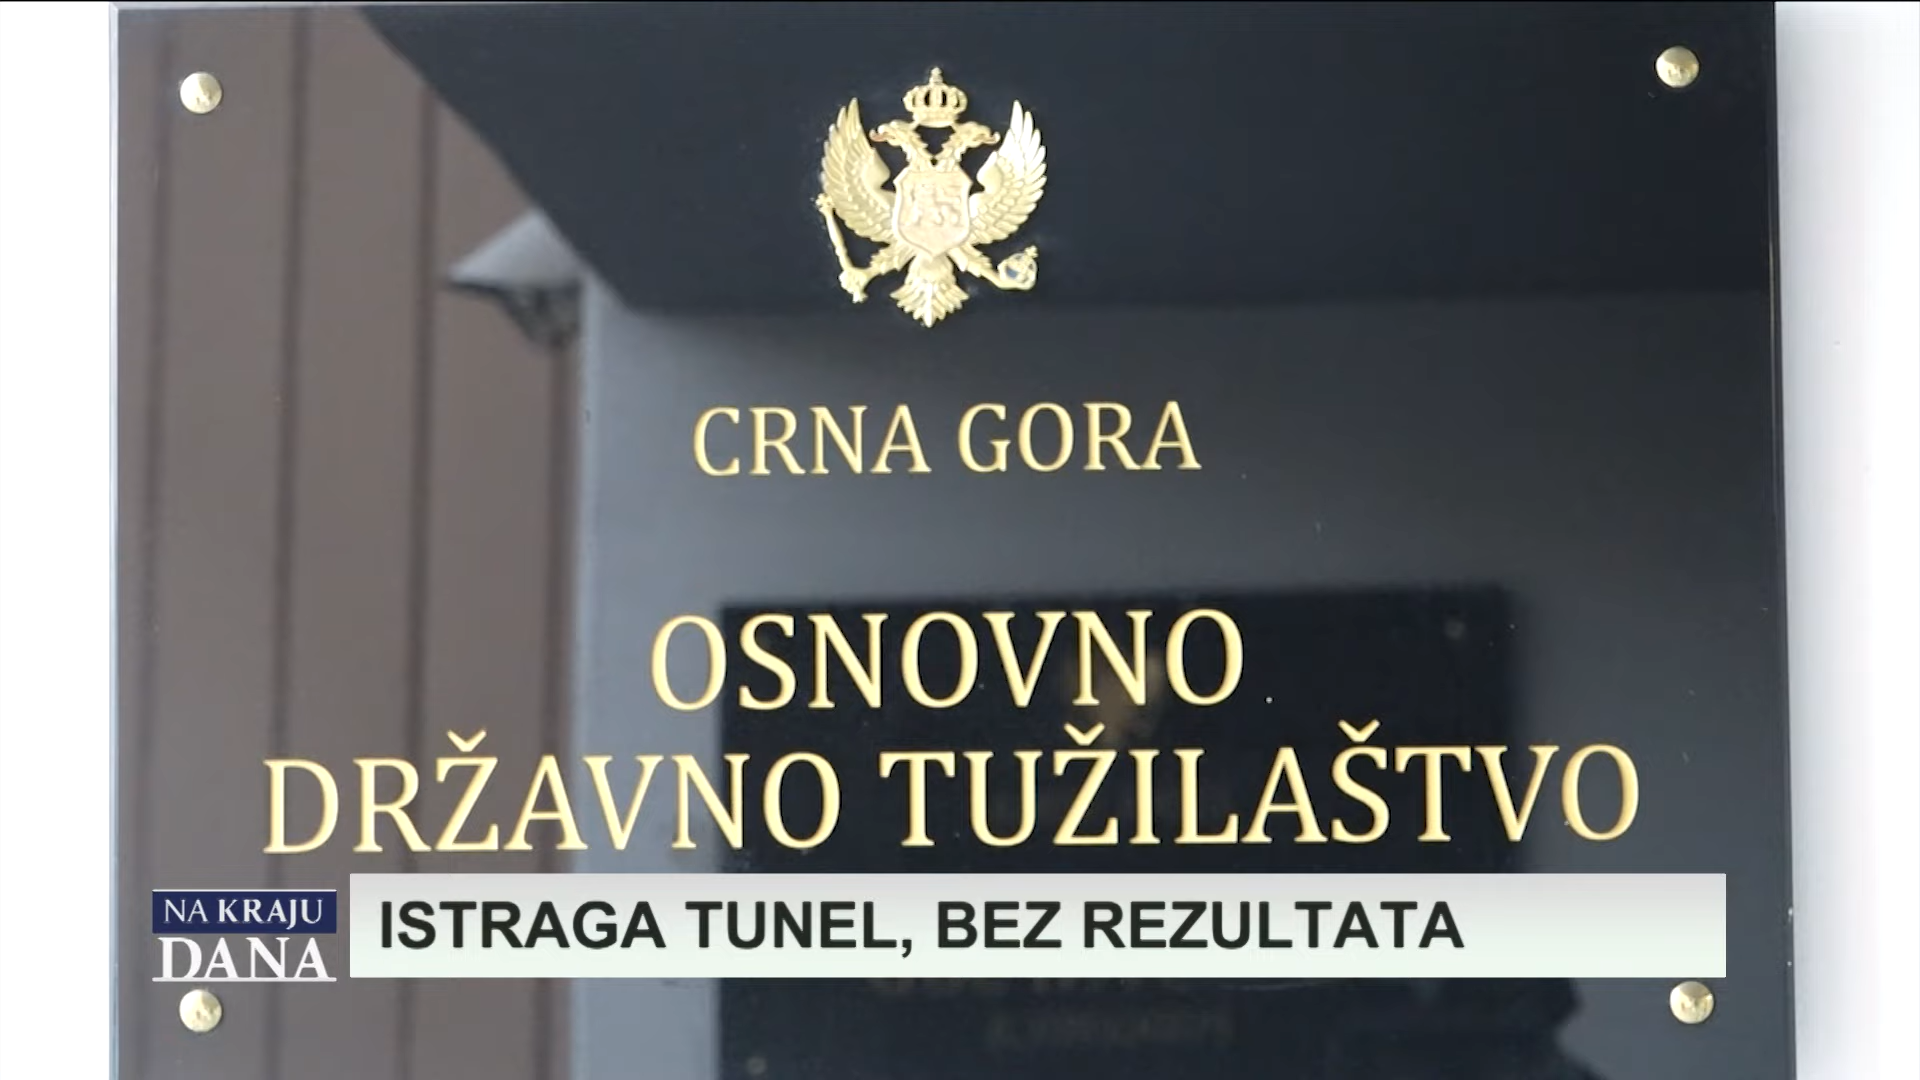 CRNA GORA
OSNOVNO
DRŽAVNO TUŽILAŠTVO
NA KRAJU
DANA
ISTRAGA TUNEL, BEZ REZULTATA